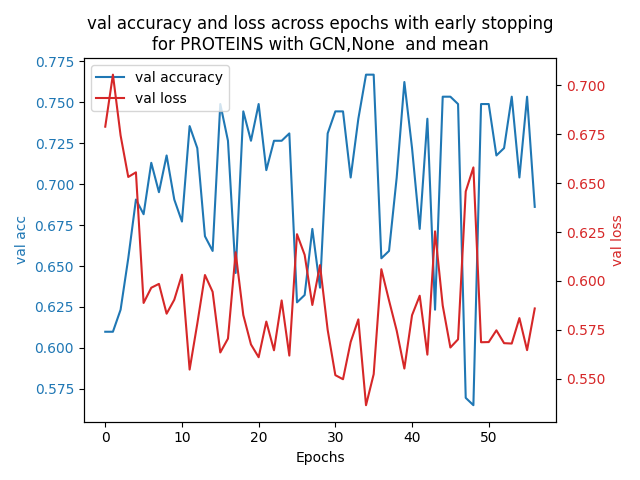 val accuracy and loss across epochs with early stopping
for PROTEINS with GCN,None  and mean
val accuracy
val loss
val acc
0.775
0.750
0.725
0.700
0.675
0.650
0.625
0.600
0.575
0.700
0.675
0.650
0.625
0.600
0.575
0.550
val loss
0 10 20 30 40 50
Epochs